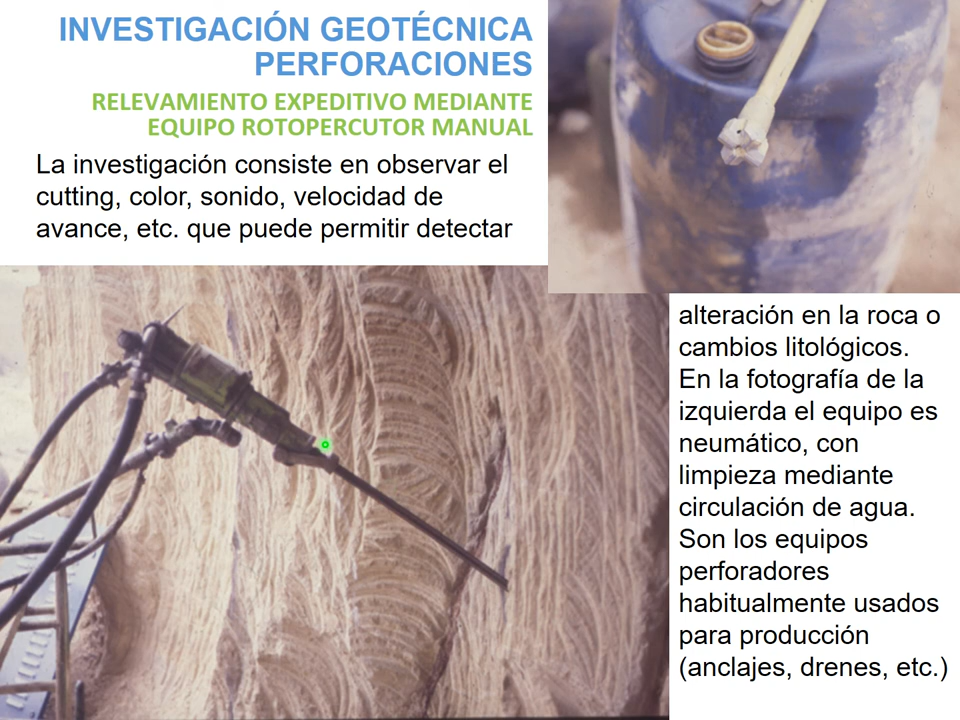 INVESTIGACIÓN GEOTÉCNICA
PERFORACIONES
RELEVAMIENTO EXPEDITIVO MEDIANTE
EQUIPO ROTOPERCUTOR MANUAL
La investigación consiste en observar el
cutting, color, sonido, velocidad de
avance, etc. que puede permitir detectar
alteración en la roca o
cambios litológicos.
En la fotografía de la
izquierda el equipo es
neumático, con
limpieza mediante
circulación de agua.
Son los equipos
perforadores
habitualmente usados
para producción
(anclajes, drenes, etc.)